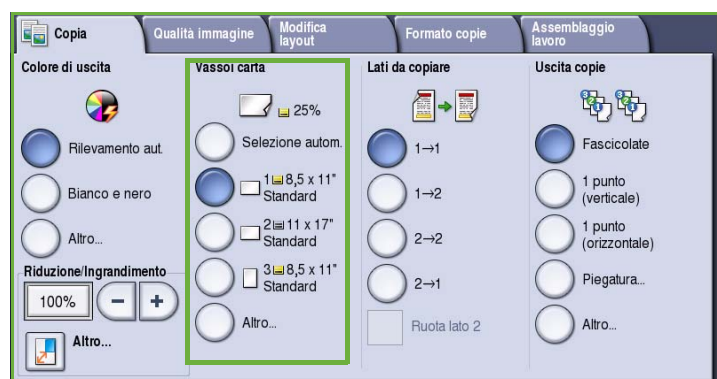 Copia
Qualità immagine
Modifica
layout
Formato copie
Assemblaggio
lavoro
Colore di uscita
Rilevamento aut.
Bianco e nero
Altro...
Riduzione/Ingrandimento
100%
Altro...
Vassoi carta
25%
Selezione autom.
1 8,5 x 11"
Standard
2 11 x 17"
Standard
3 8,5 x 11"
Standard
Altro...
Lati da copiare
1→1
1→2
2→2
2→1
Ruota lato 2
Uscita copie
Fascicolate
1 punto
(verticale)
1 punto
(orizzontale)
Piegatura...
Altro...